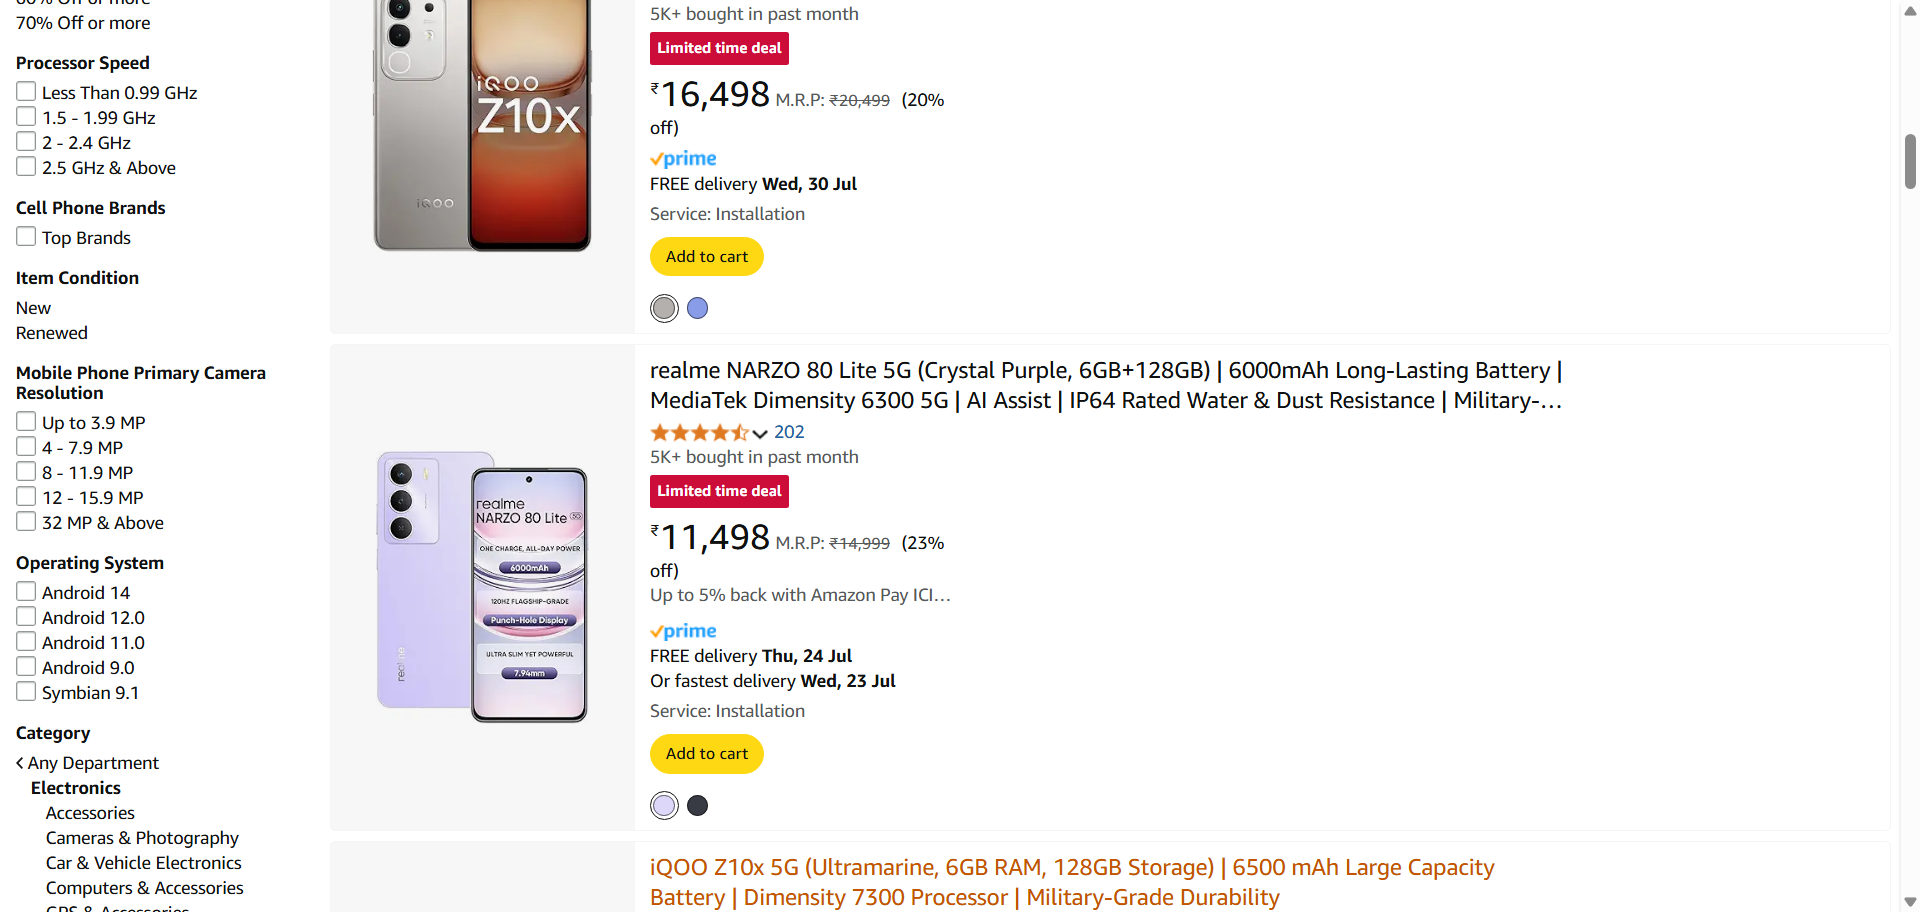 70% Off or more
Processor Speed
Less Than 0.99 GHz
1.5 - 1.99 GHz
2 - 2.4 GHz
2.5 GHz & Above
Cell Phone Brands
Top Brands
Item Condition
New
Renewed
Mobile Phone Primary Camera
Resolution
Up to 3.9 MP
4 - 7.9 MP
8 - 11.9 MP
12 - 15.9 MP
32 MP & Above
Operating System
Android 14
Android 12.0
Android 11.0
Android 9.0
Symbian 9.1
Category
Any Department
Electronics
Accessories
Cameras & Photography
Car & Vehicle Electronics
Computers & Accessories
iQOO
Z10x
iQOO
5K+ bought in past month
Limited time deal
₹16,498 M.R.P: ₹20,499 (20%
off)
prime
FREE delivery Wed, 30 Jul
Service: Installation
Add to cart
realme
NARZO 80 Lite 5G
ONE CHARGE, ALL-DAY POWER
6000mAh
120HZ FLAGSHIP-GRADE
Punch-Hole Display
ULTRA SLIM YET POWERFUL
7.94mm
realme
realme NARZO 80 Lite 5G (Crystal Purple, 6GB+128GB) | 6000mAh Long-Lasting Battery |
MediaTek Dimensity 6300 5G | AI Assist | IP64 Rated Water & Dust Resistance | Military-…
202
5K+ bought in past month
Limited time deal
₹11,498 M.R.P: ₹14,999 (23%
off)
Up to 5% back with Amazon Pay ICI…
prime
FREE delivery Thu, 24 Jul
Or fastest delivery Wed, 23 Jul
Service: Installation
Add to cart
iQOO Z10x 5G (Ultramarine, 6GB RAM, 128GB Storage) | 6500 mAh Large Capacity
Battery | Dimensity 7300 Processor | Military-Grade Durability